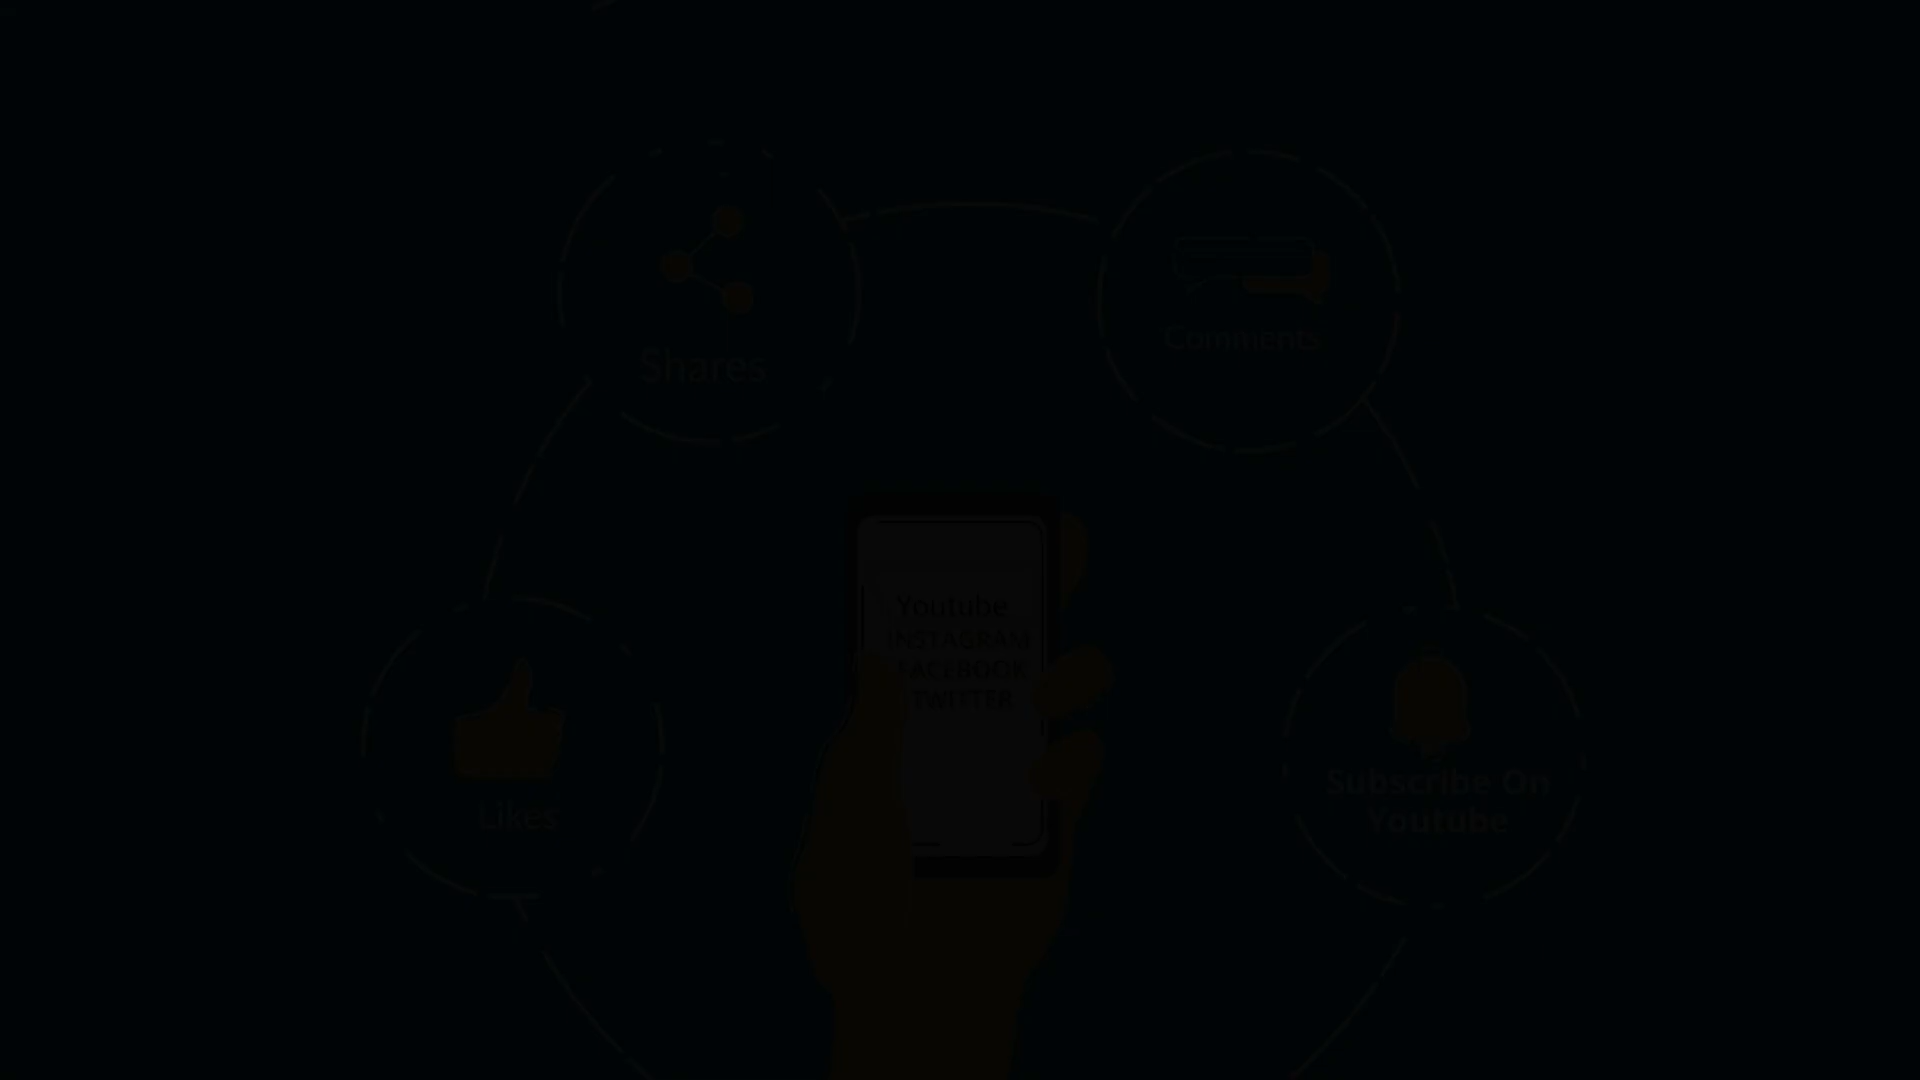 Shares
Comments
Youtube
INSTAGRAM
FACEBOOK
TWITTER
Likes
Subscribe On
Youtube